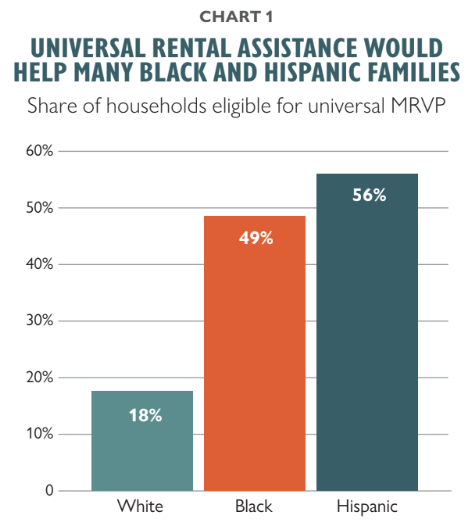 CHART 1
UNIVERSAL RENTAL ASSISTANCE WOULD
HELP MANY BLACK AND HISPANIC FAMILIES
Share of households eligible for universal MRVP
60%
50%
40%
30%
20%
10%
0
18%
49%
56%
White
Black
Hispanic